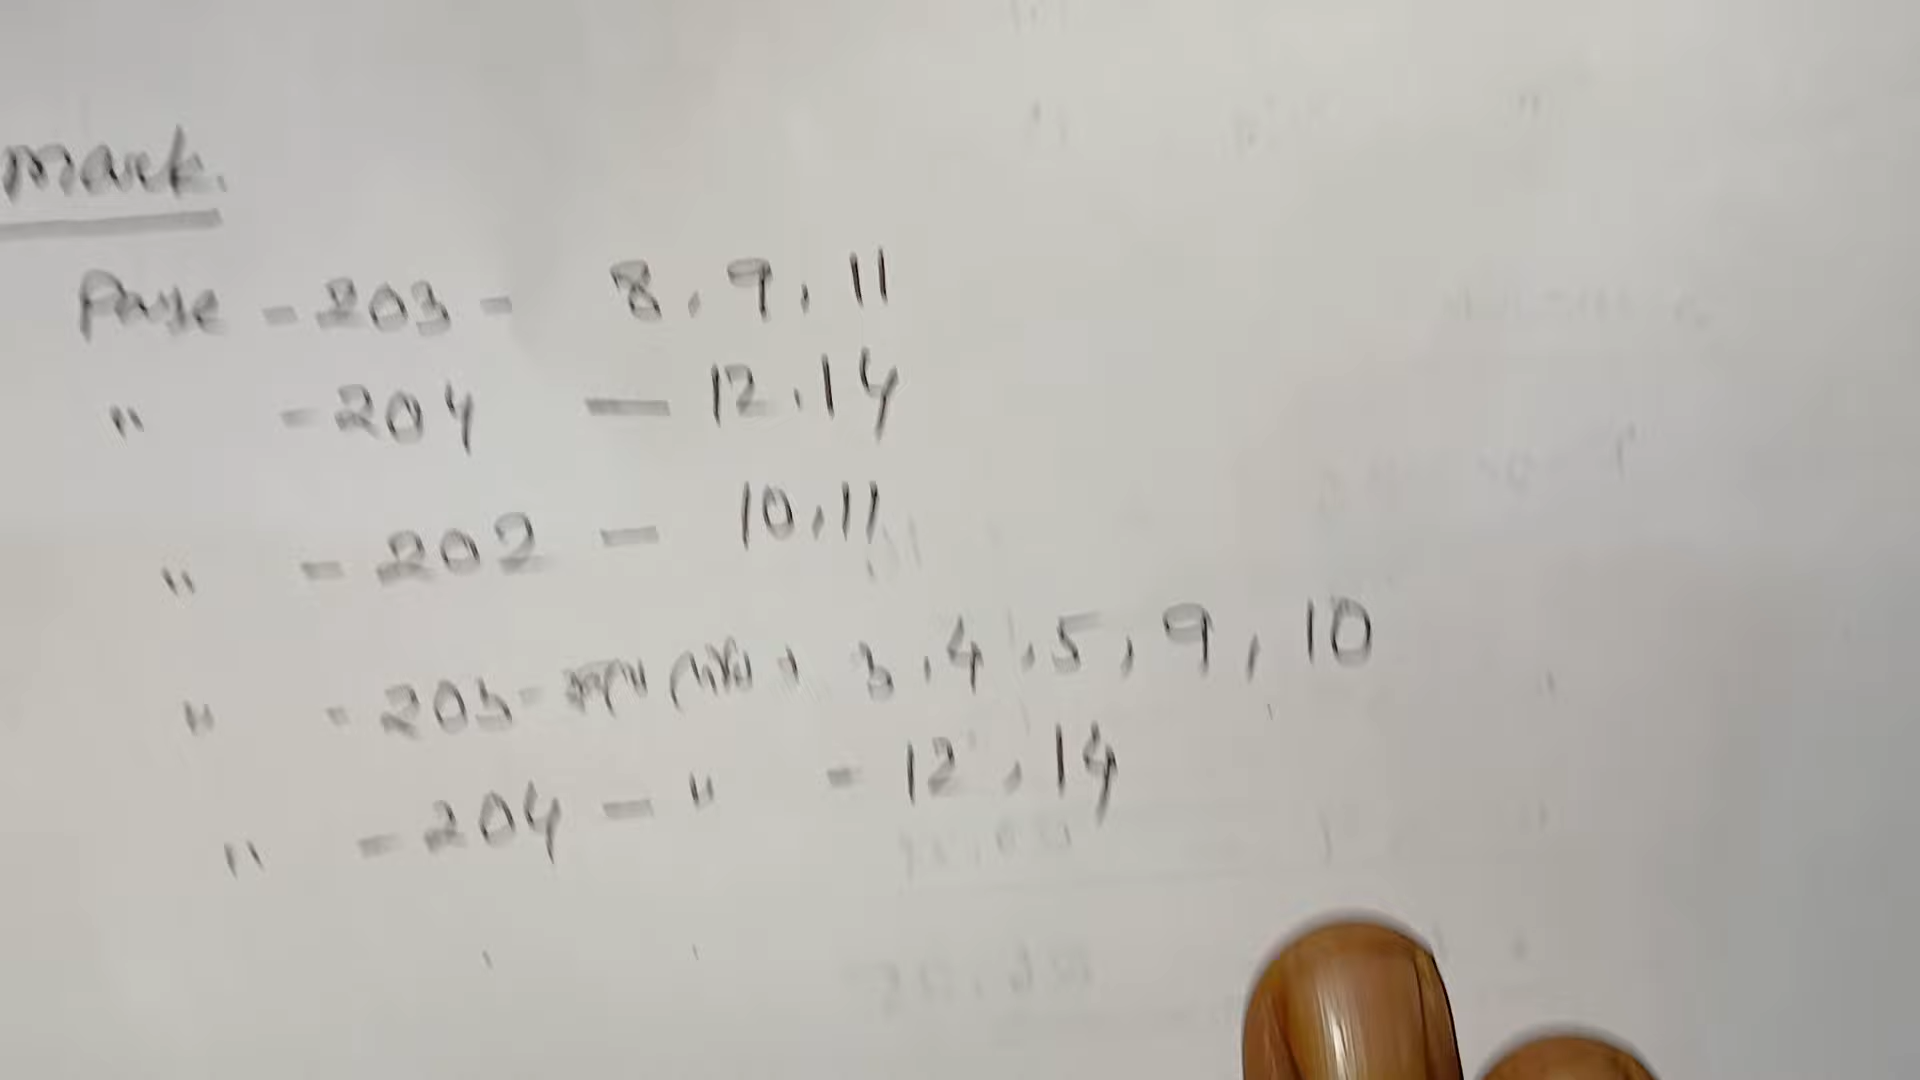 mark.
Page - 203 - 8, 9, 11
" - 204 — 12, 14
" - 202 — 10, 11
" - 203 - 3, 4, 5, 9, 10
" - 204 — " - 12, 14